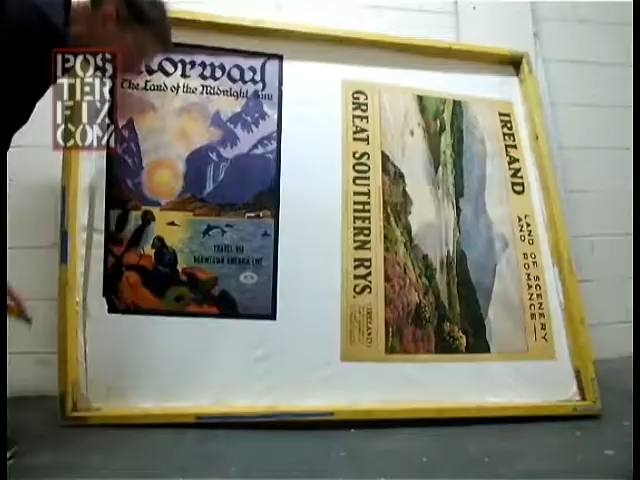 POS
TER
FIX
.COM
Norway
The Land of the Midnight Sun
TRAVEL VIA
NORWEGIAN AMERICA LINE
GREAT SOUTHERN RYS.
IRELAND
LAND OF SCENERY
AND ROMANCE